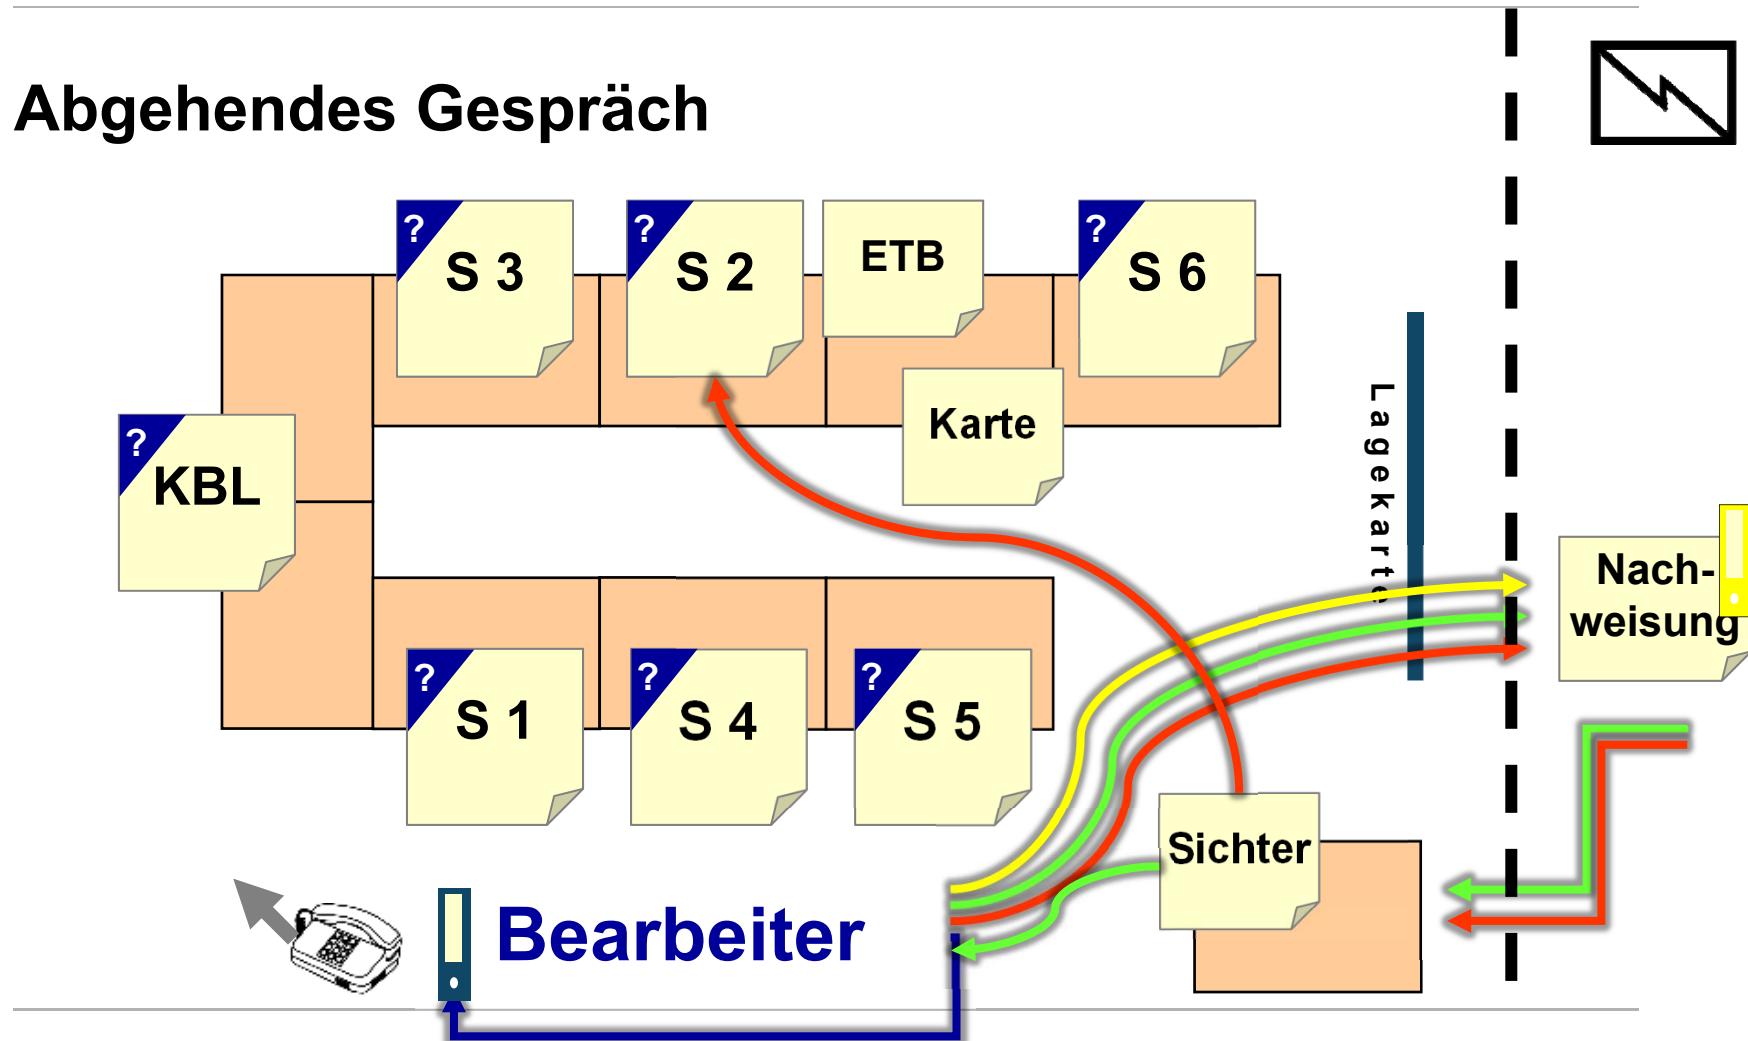 Abgehendes Gespräch
?
S 3
?
S 2
ETB
?
S 6
Karte
Lagekarte
?
KBL
Nach-
weisung
?
S 1
?
S 4
?
S 5
Sichter
Bearbeiter